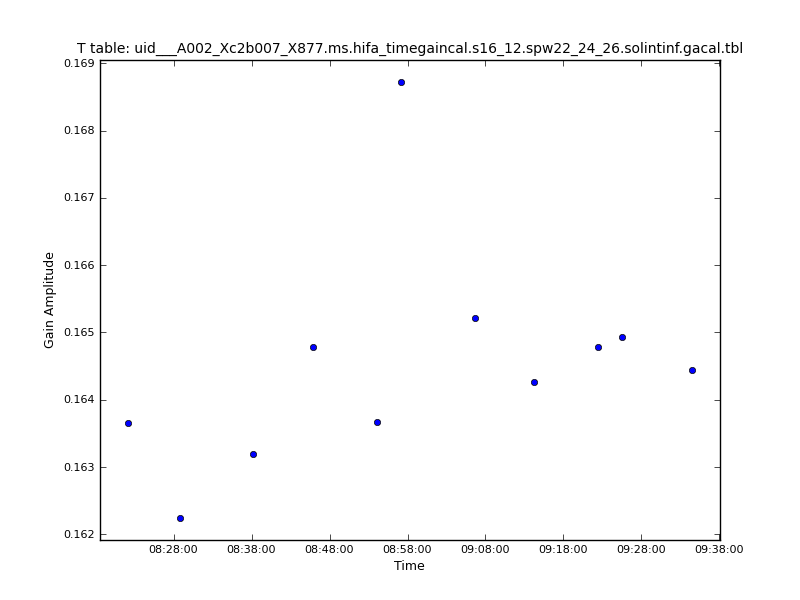 T table: uid___A002_Xc2b007_X877.ms.hifa_timegaincal.s16_12.spw22_24_26.solintinf.gacal.tbl
0.169
0.168
0.167
0.166
0.165
0.164
0.163
0.162
Gain Amplitude
08:28:00 08:38:00 08:48:00 08:58:00 09:08:00 09:18:00 09:28:00 09:38:00
Time